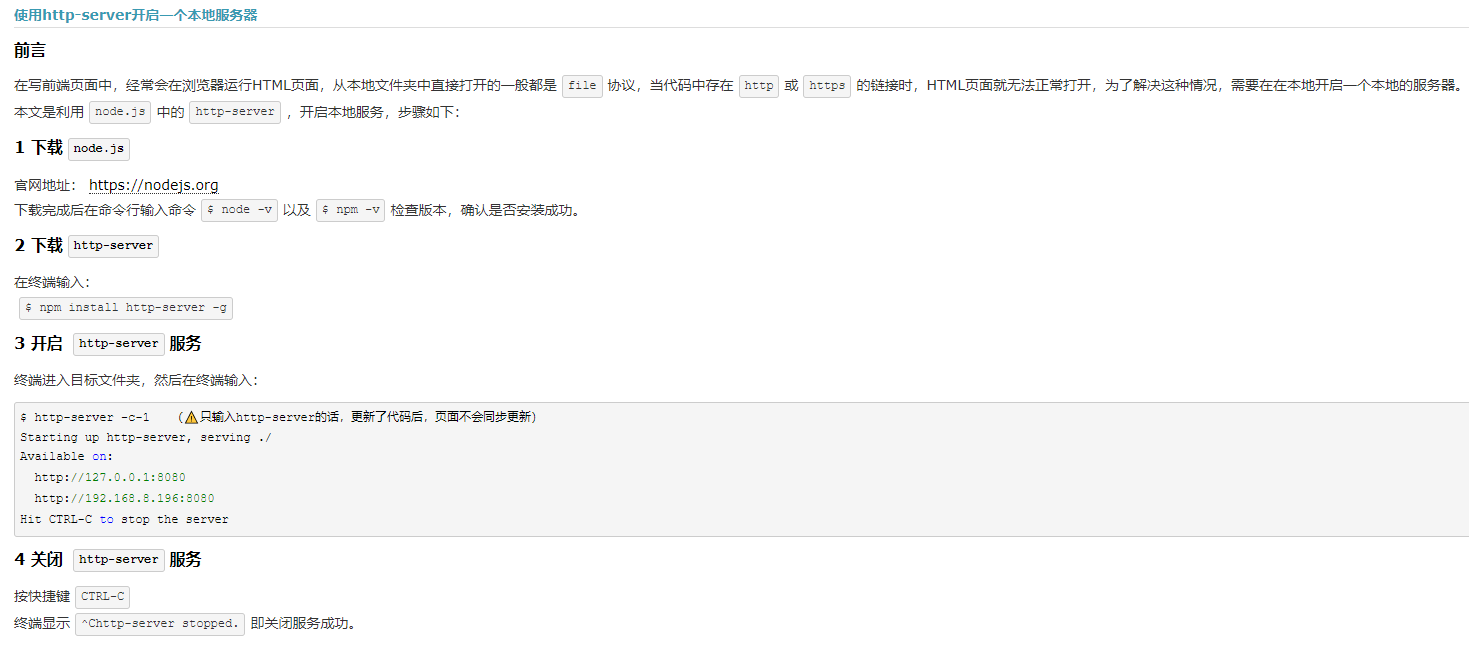 使用http-server开启一个本地服务器
前言
在写前端页面中，经常会在浏览器运行HTML页面，从本地文件夹中直接打开的一般都是 file 协议，当代码中存在 http 或 https 的链接时，HTML页面就无法正常打开，为了解决这种情况，需要在在本地开启一个本地的服务器。
本文是利用 node.js 中的 http-server ，开启本地服务，步骤如下：
1 下载 node.js
官网地址： https://nodejs.org
下载完成后在命令行输入命令 $ node -v 以及 $ npm -v 检查版本，确认是否安装成功。
2 下载 http-server
在终端输入：
$ npm install http-server -g
3 开启 http-server 服务
终端进入目标文件夹，然后在终端输入：
$ http-server -c-1 （⚠️只输入http-server的话，更新了代码后，页面不会同步更新）
Starting up http-server, serving ./
Available on:
http://127.0.0.1:8080
http://192.168.8.196:8080
Hit CTRL-C to stop the server
4 关闭 http-server 服务
按快捷键 CTRL-C
终端显示 ^Chttp-server stopped. 即关闭服务成功。